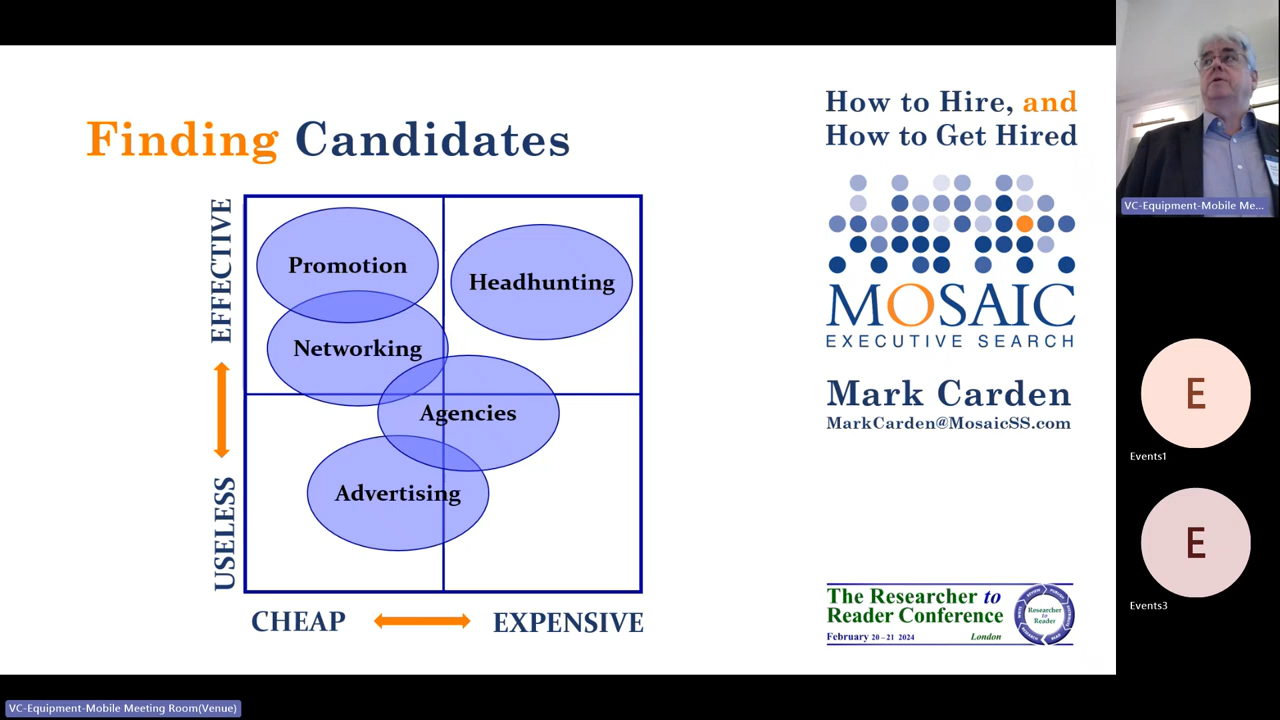 Finding Candidates
EFFECTIVE
USELESS
Promotion
Headhunting
Networking
Agencies
Advertising
CHEAP
EXPENSIVE
How to Hire, and
How to Get Hired
MOSAIC
EXECUTIVE SEARCH
Mark Carden
MarkCarden@MosaicSS.com
The Researcher to
Reader Conference
February 20 – 21 2024
London
Researcher
to
Reader
VC-Equipment-Mobile Me...
E
Events1
E
Events3
VC-Equipment-Mobile Meeting Room(Venue)